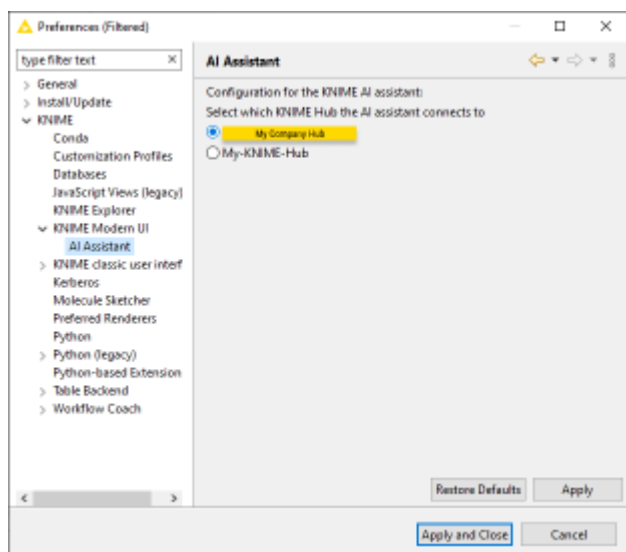 Preferences (Filtered)
type filter text
General
Install/Update
KNIME
Conda
Customization Profiles
Databases
JavaScript Views (legacy)
KNIME Explorer
KNIME Modern UI
AI Assistant
KNIME classic user interf
Kerberos
Molecule Sketcher
Preferred Renderers
Python
Python (legacy)
Python-based Extension
Table Backend
Workflow Coach
AI Assistant
Configuration for the KNIME AI assistant:
Select which KNIME Hub the AI assistant connects to
My Company Hub
My-KNIME-Hub
Restore Defaults
Apply
Apply and Close
Cancel